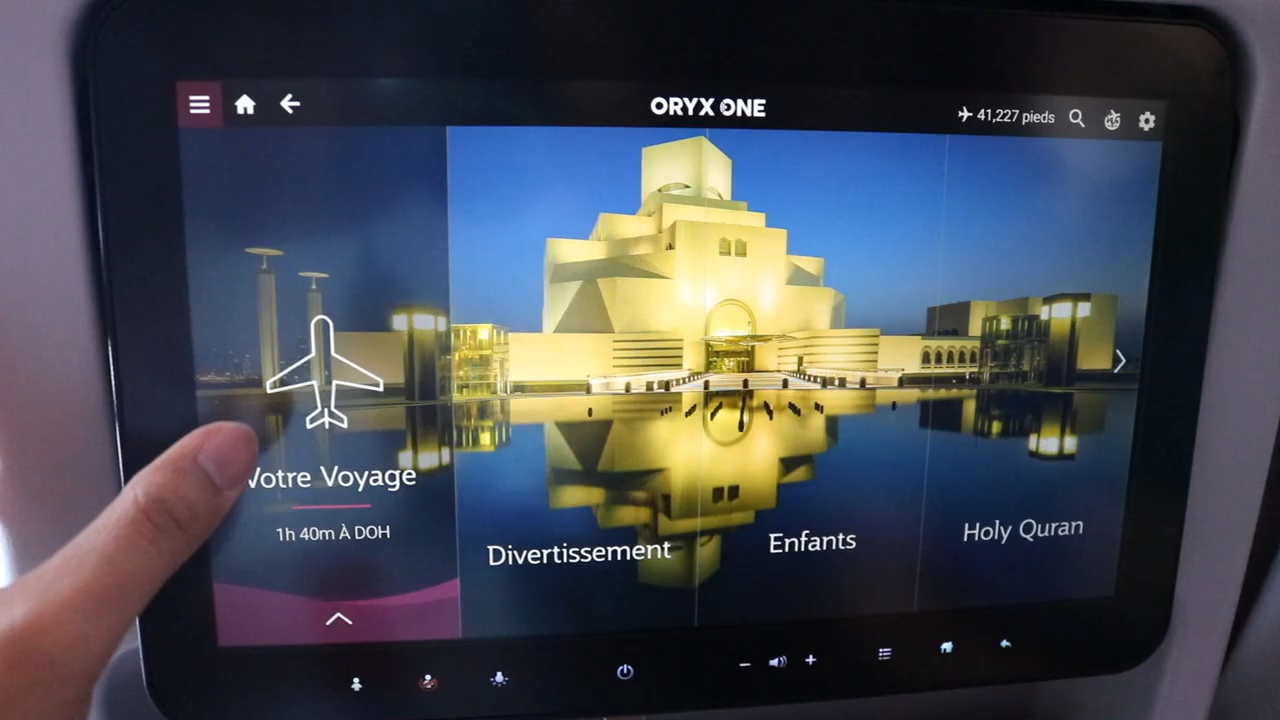 ORYX ONE
41,227 pieds
Votre Voyage
1h 40m À DOH
Divertissement
Enfants
Holy Quran